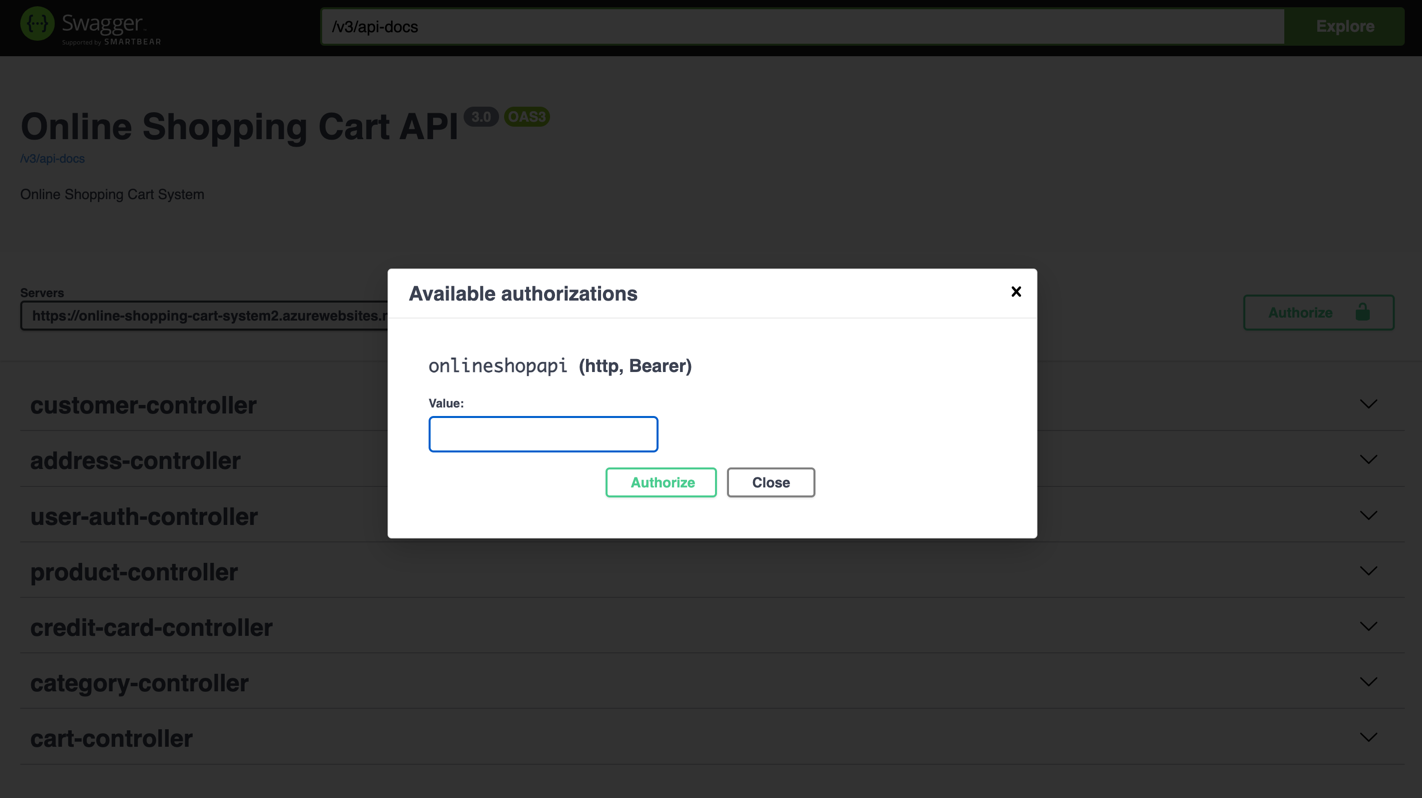 Swagger.
Supported by SMARTBEAR
/v3/api-docs
Explore
Online Shopping Cart API 3.0 OAS3
/v3/api-docs
Online Shopping Cart System
Servers
https://online-shopping-cart-system2.azurewebsites.n
Authorize
Available authorizations
onlineshopapi (http, Bearer)
Value:
Authorize
Close
customer-controller
address-controller
user-auth-controller
product-controller
credit-card-controller
category-controller
cart-controller